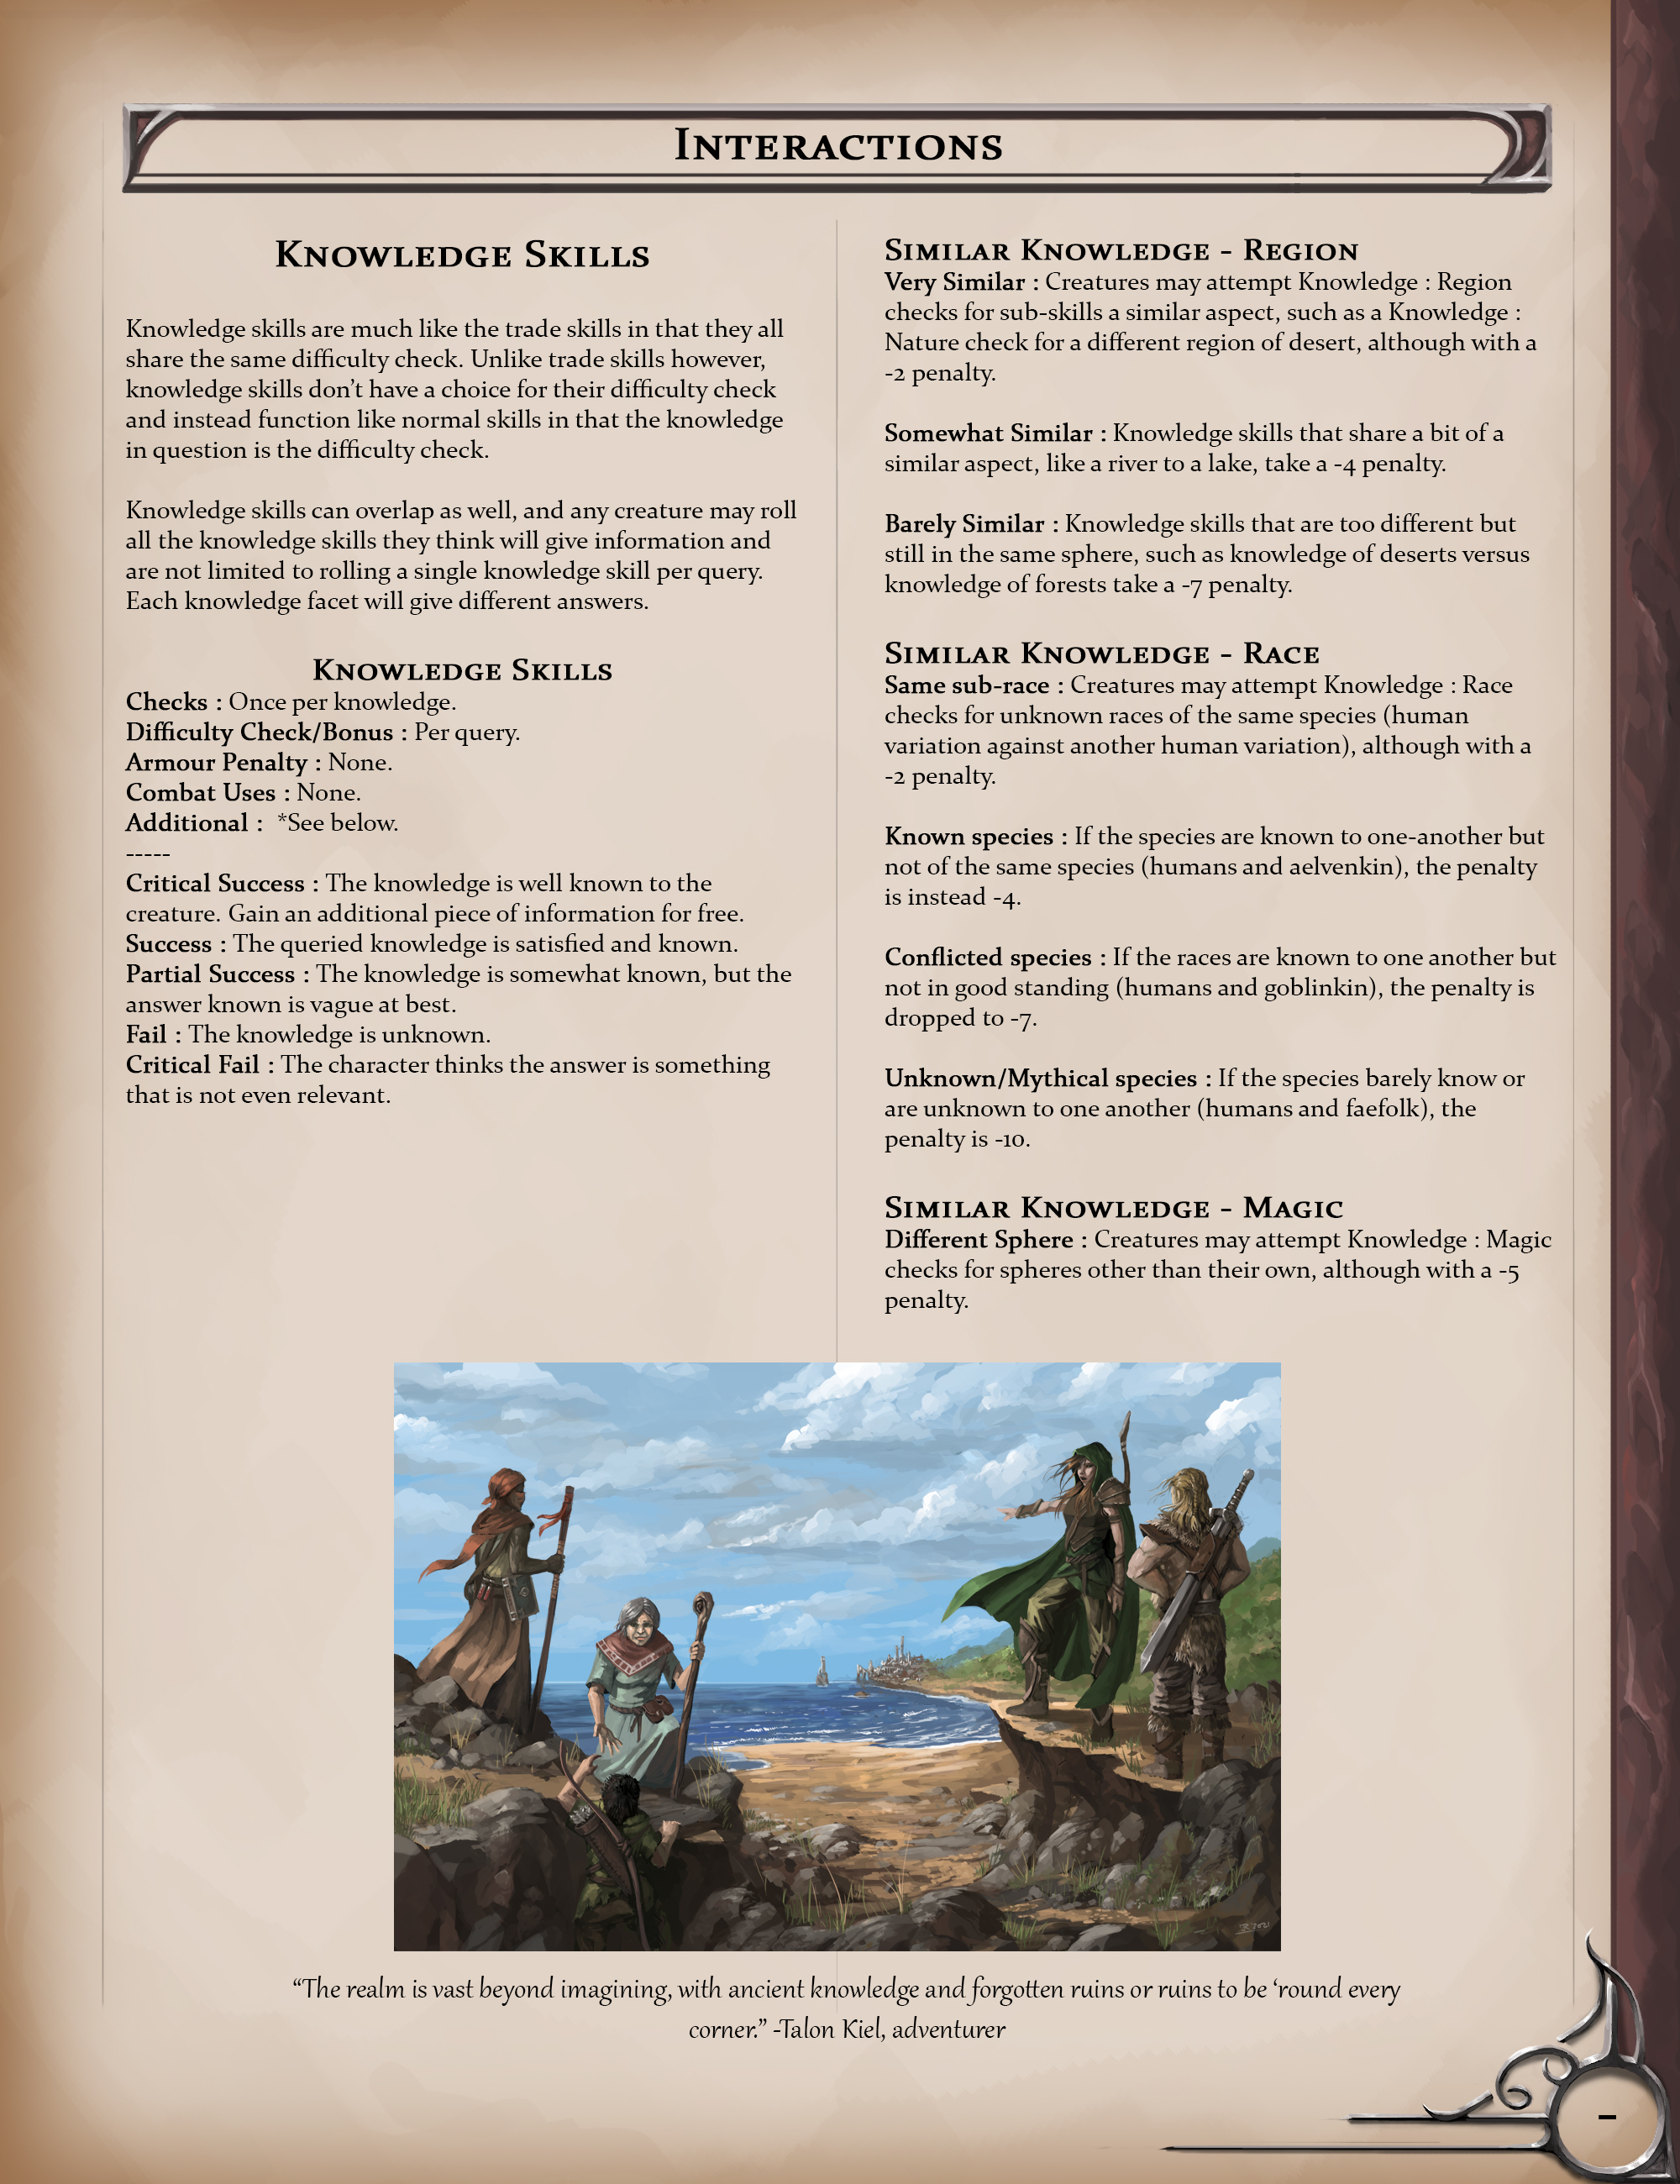 Interactions
Knowledge Skills
Knowledge skills are much like the trade skills in that they all
share the same difficulty check. Unlike trade skills however,
knowledge skills don’t have a choice for their difficulty check
and instead function like normal skills in that the knowledge
in question is the difficulty check.
Knowledge skills can overlap as well, and any creature may roll
all the knowledge skills they think will give information and
are not limited to rolling a single knowledge skill per query.
Each knowledge facet will give different answers.
Knowledge Skills
Checks : Once per knowledge.
Difficulty Check/Bonus : Per query.
Armour Penalty : None.
Combat Uses : None.
Additional :  *See below.
-----
Critical Success : The knowledge is well known to the
creature. Gain an additional piece of information for free.
Success : The queried knowledge is satisfied and known.
Partial Success : The knowledge is somewhat known, but the
answer known is vague at best.
Fail : The knowledge is unknown.
Critical Fail : The character thinks the answer is something
that is not even relevant.
Similar Knowledge - Region
Very Similar : Creatures may attempt Knowledge : Region
checks for sub-skills a similar aspect, such as a Knowledge :
Nature check for a different region of desert, although with a
-2 penalty.
Somewhat Similar : Knowledge skills that share a bit of a
similar aspect, like a river to a lake, take a -4 penalty.
Barely Similar : Knowledge skills that are too different but
still in the same sphere, such as knowledge of deserts versus
knowledge of forests take a -7 penalty.
Similar Knowledge - Race
Same sub-race : Creatures may attempt Knowledge : Race
checks for unknown races of the same species (human
variation against another human variation), although with a
-2 penalty.
Known species : If the species are known to one-another but
not of the same species (humans and aelvenkin), the penalty
is instead -4.
Conflicted species : If the races are known to one another but
not in good standing (humans and goblinkin), the penalty is
dropped to -7.
Unknown/Mythical species : If the species barely know or
are unknown to one another (humans and faefolk), the
penalty is -10.
Similar Knowledge - Magic
Different Sphere : Creatures may attempt Knowledge : Magic
checks for spheres other than their own, although with a -5
penalty.
“The realm is vast beyond imagining, with ancient knowledge and forgotten ruins or ruins to be ‘round every
corner.” -Talon Kiel, adventurer
-